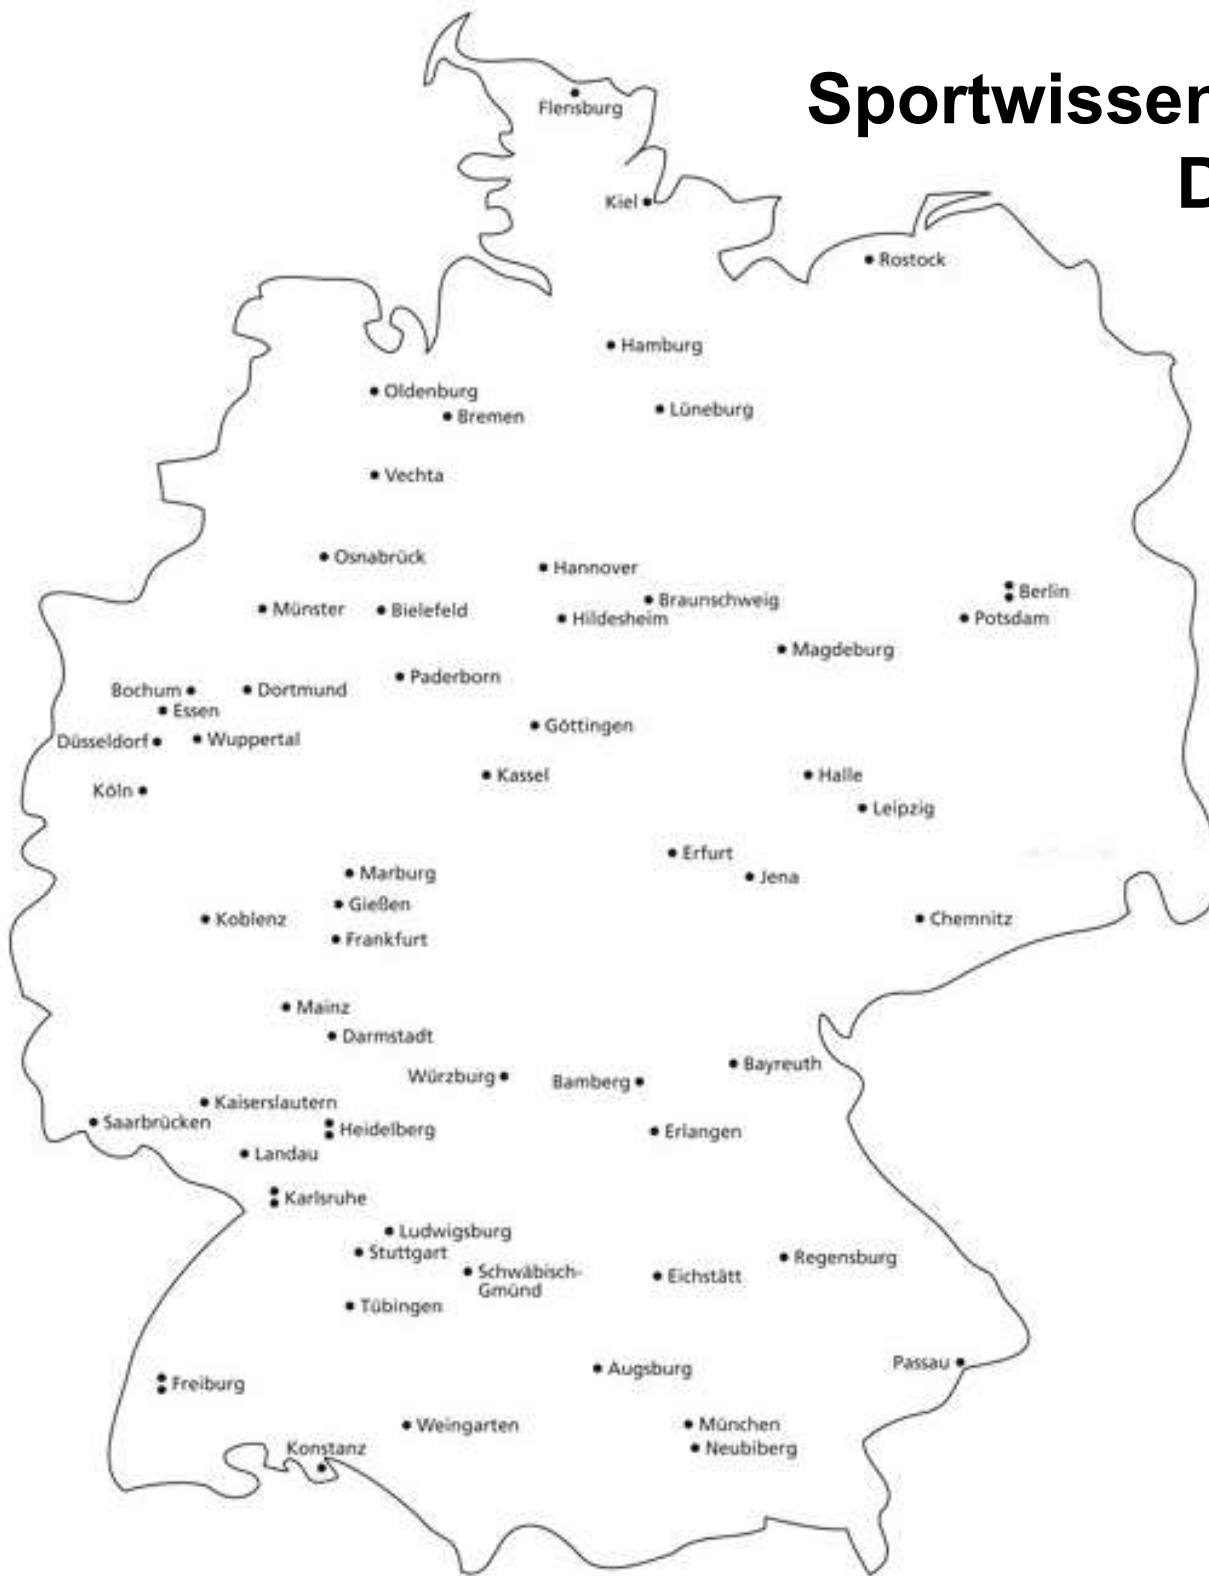 Sportwissen
D
Flensburg
Kiel
Rostock
Hamburg
Oldenburg
Bremen
Lüneburg
Vechta
Osnabrück
Hannover
Berlin
Braunschweig
Münster
Bielefeld
Hildesheim
Potsdam
Magdeburg
Paderborn
Bochum
Dortmund
Essen
Göttingen
Düsseldorf
Wuppertal
Kassel
Halle
Köln
Leipzig
Erfurt
Marburg
Jena
Gießen
Koblenz
Chemnitz
Frankfurt
Mainz
Darmstadt
Bayreuth
Würzburg
Bamberg
Kaiserslautern
Saarbrücken
Heidelberg
Erlangen
Landau
Karlsruhe
Ludwigsburg
Stuttgart
Regensburg
Schwäbisch-
Gmünd
Eichstätt
Tübingen
Passau
Augsburg
Freiburg
Weingarten
München
Konstanz
Neubiberg